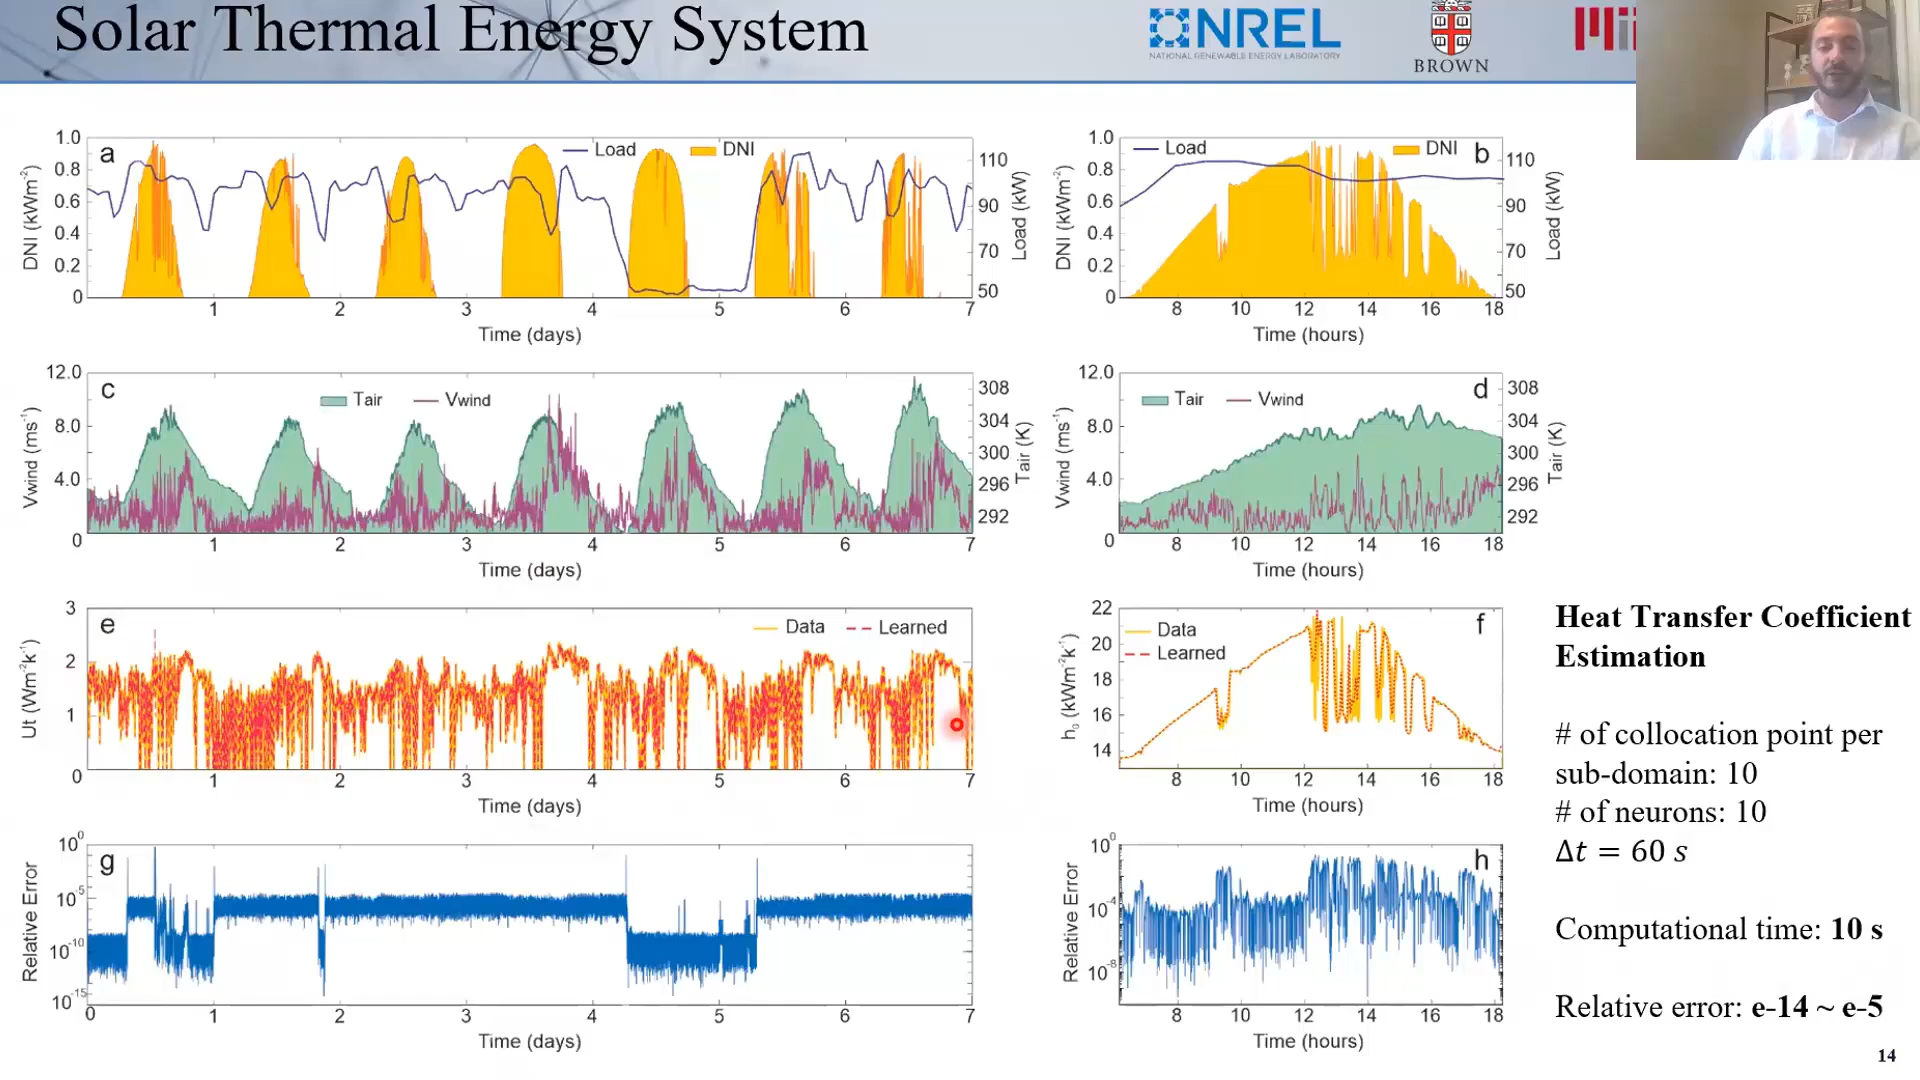 Solar Thermal Energy System
NREL
NATIONAL RENEWABLE ENERGY LABORATORY
BROWN
a
Load
DNI
DNI (kWm⁻²)
1.0
0.8
0.6
0.4
0.2
0
110
90
70
50
Load (kW)
1 2 3 4 5 6 7
Time (days)
b
Load
DNI
DNI (kWm⁻²)
1.0
0.8
0.6
0.4
0.2
0
110
90
70
50
Load (kW)
8 10 12 14 16 18
Time (hours)
c
Tair
Vwind
Vwind (ms⁻¹)
12.0
8.0
4.0
0
308
304
300
296
292
Tair (K)
1 2 3 4 5 6 7
Time (days)
d
Tair
Vwind
Vwind (ms⁻¹)
12.0
8.0
4.0
0
308
304
300
296
292
Tair (K)
8 10 12 14 16 18
Time (hours)
e
Data
Learned
Ut (Wm⁻²k⁻¹)
3
2
1
0
1 2 3 4 5 6 7
Time (days)
f
Data
Learned
h₀ (kWm⁻²k⁻¹)
22
20
18
16
14
8 10 12 14 16 18
Time (hours)
g
Relative Error
10⁰
10⁻⁵
10⁻¹⁰
10⁻¹⁵
0 1 2 3 4 5 6 7
Time (days)
h
Relative Error
10⁰
10⁻⁴
10⁻⁸
8 10 12 14 16 18
Time (hours)
Heat Transfer Coefficient
Estimation
# of collocation point per
sub-domain: 10
# of neurons: 10
Δt = 60 s
Computational time: 10 s
Relative error: e-14 ~ e-5
14